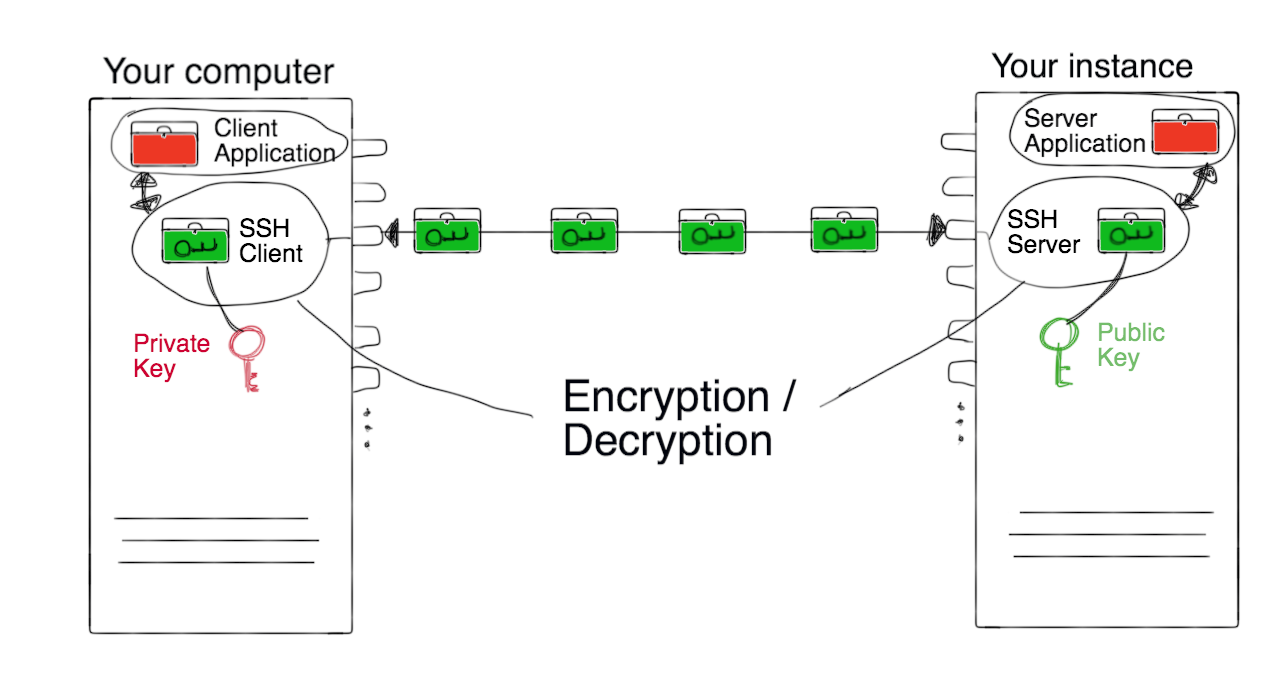 Your computer
Your instance
Client
Application
Server
Application
SSH
Client
SSH
Server
Private
Key
Public
Key
Encryption /
Decryption